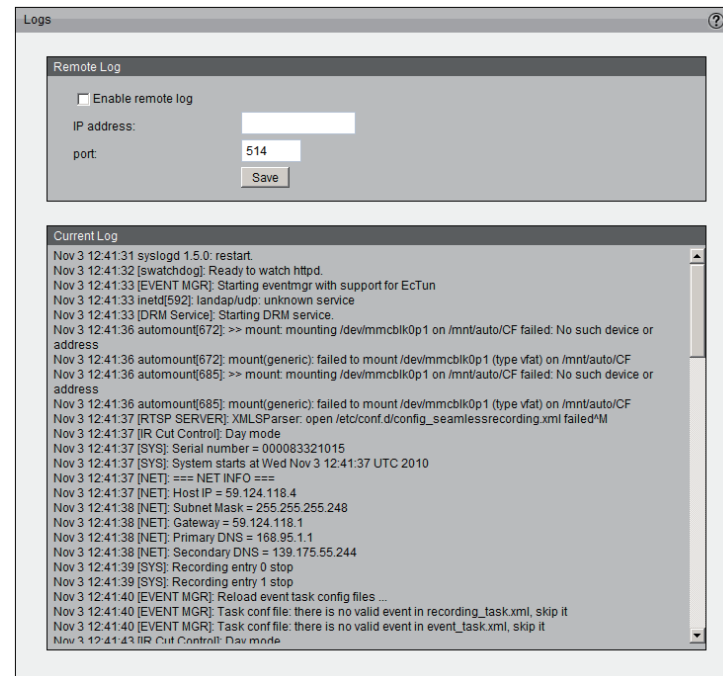 Logs
?
Remote Log
Enable remote log
IP address:
port:
514
Save
Current Log
Nov 3 12:41:31 syslogd 1.5.0: restart.
Nov 3 12:41:32 [swatchdog]: Ready to watch httpd.
Nov 3 12:41:33 [EVENT MGR]: Starting eventmgr with support for EcTun
Nov 3 12:41:33 inetd[592]: landap/udp: unknown service
Nov 3 12:41:33 [DRM Service]: Starting DRM service.
Nov 3 12:41:36 automount[672]: >> mount: mounting /dev/mmcblk0p1 on /mnt/auto/CF failed: No such device or
address
Nov 3 12:41:36 automount[672]: mount(generic): failed to mount /dev/mmcblk0p1 (type vfat) on /mnt/auto/CF
Nov 3 12:41:36 automount[685]: >> mount: mounting /dev/mmcblk0p1 on /mnt/auto/CF failed: No such device or
address
Nov 3 12:41:36 automount[685]: mount(generic): failed to mount /dev/mmcblk0p1 (type vfat) on /mnt/auto/CF
Nov 3 12:41:37 [RTSP SERVER]: XMLSParser: open /etc/conf.d/config_seamlessrecording.xml failed^M
Nov 3 12:41:37 [IR Cut Control]: Day mode
Nov 3 12:41:37 [SYS]: Serial number = 000083321015
Nov 3 12:41:37 [SYS]: System starts at Wed Nov 3 12:41:37 UTC 2010
Nov 3 12:41:37 [NET]: === NET INFO ===
Nov 3 12:41:37 [NET]: Host IP = 59.124.118.4
Nov 3 12:41:38 [NET]: Subnet Mask = 255.255.255.248
Nov 3 12:41:38 [NET]: Gateway = 59.124.118.1
Nov 3 12:41:38 [NET]: Primary DNS = 168.95.1.1
Nov 3 12:41:38 [NET]: Secondary DNS = 139.175.55.244
Nov 3 12:41:39 [SYS]: Recording entry 0 stop
Nov 3 12:41:39 [SYS]: Recording entry 1 stop
Nov 3 12:41:40 [EVENT MGR]: Reload event task config files ...
Nov 3 12:41:40 [EVENT MGR]: Task conf file: there is no valid event in recording_task.xml, skip it
Nov 3 12:41:40 [EVENT MGR]: Task conf file: there is no valid event in event_task.xml, skip it
Nov 3 12:41:43 [IR Cut Control]: Day mode